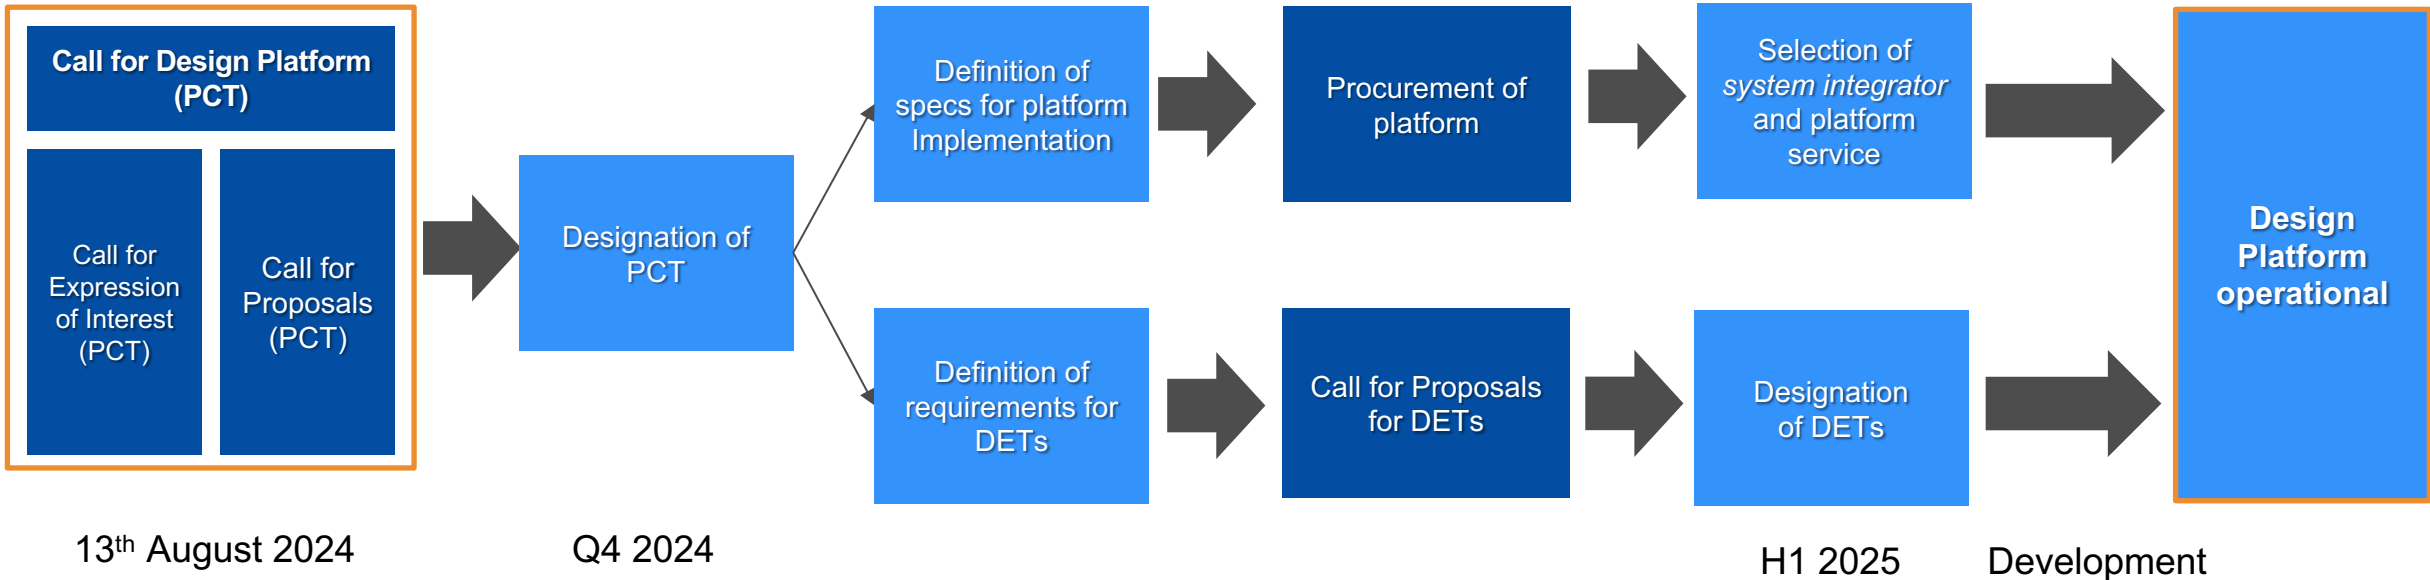 Call for Design Platform
(PCT)
Call for
Expression
of Interest
(PCT)
Call for
Proposals
(PCT)
Designation of
PCT
Definition of
specs for platform
Implementation
Procurement of
platform
Selection of
system integrator
and platform
service
Definition of
requirements for
DETs
Call for Proposals
for DETs
Designation
of DETs
Design
Platform
operational
13th August 2024
Q4 2024
H1 2025
Development